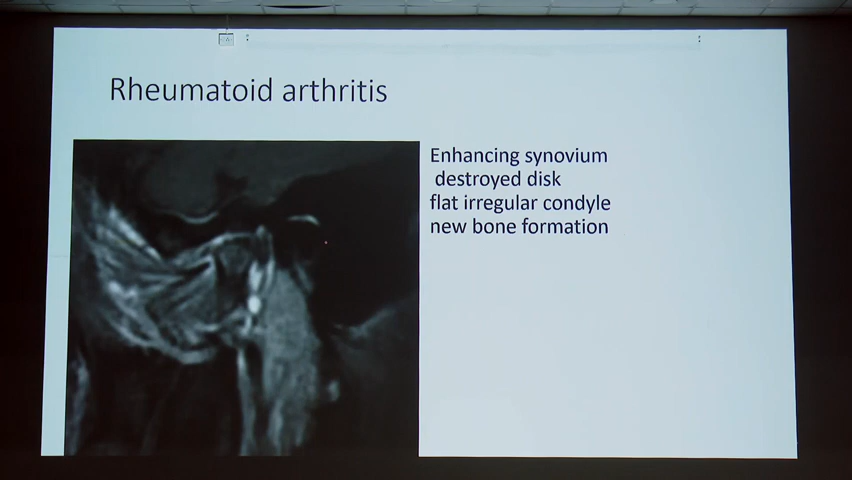 Rheumatoid arthritis
Enhancing synovium
destroyed disk
flat irregular condyle
new bone formation